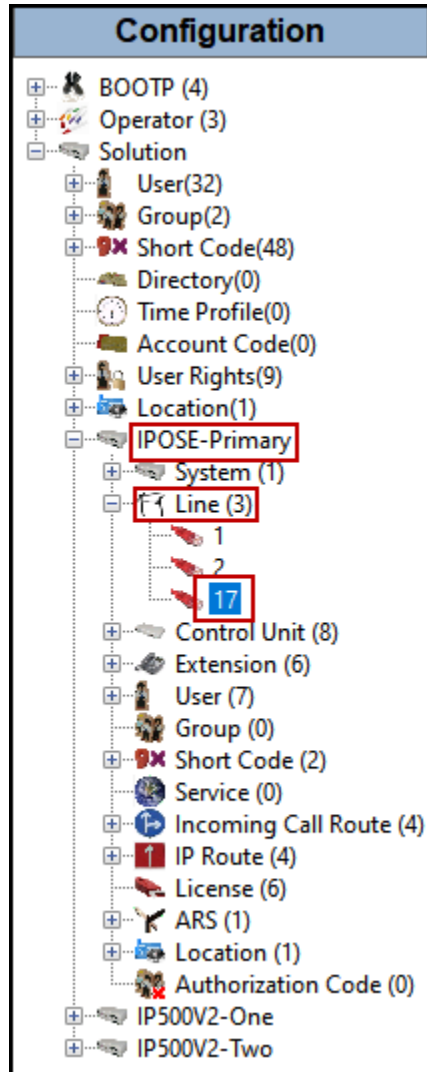 Configuration
BOOTP (4)
Operator (3)
Solution
User(32)
Group(2)
Short Code(48)
Directory(0)
Time Profile(0)
Account Code(0)
User Rights(9)
Location(1)
IPOSE-Primary
System (1)
Line (3)
1
2
17
Control Unit (8)
Extension (6)
User (7)
Group (0)
Short Code (2)
Service (0)
Incoming Call Route (4)
IP Route (4)
License (6)
ARS (1)
Location (1)
Authorization Code (0)
IP500V2-One
IP500V2-Two